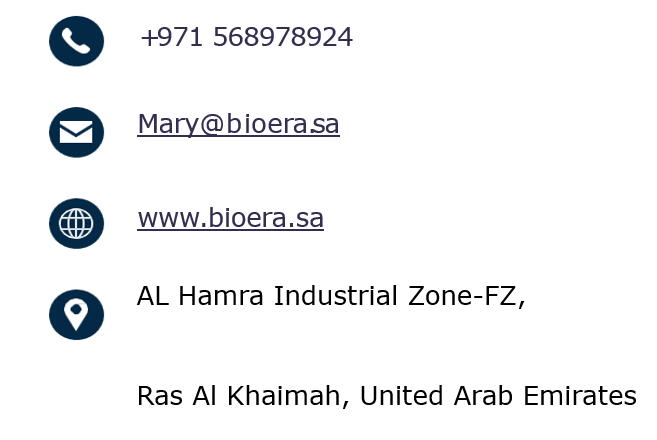 +971 568978924
Mary@bioera.sa
www.bioera.sa
AL Hamra Industrial Zone-FZ,
Ras Al Khaimah, United Arab Emirates